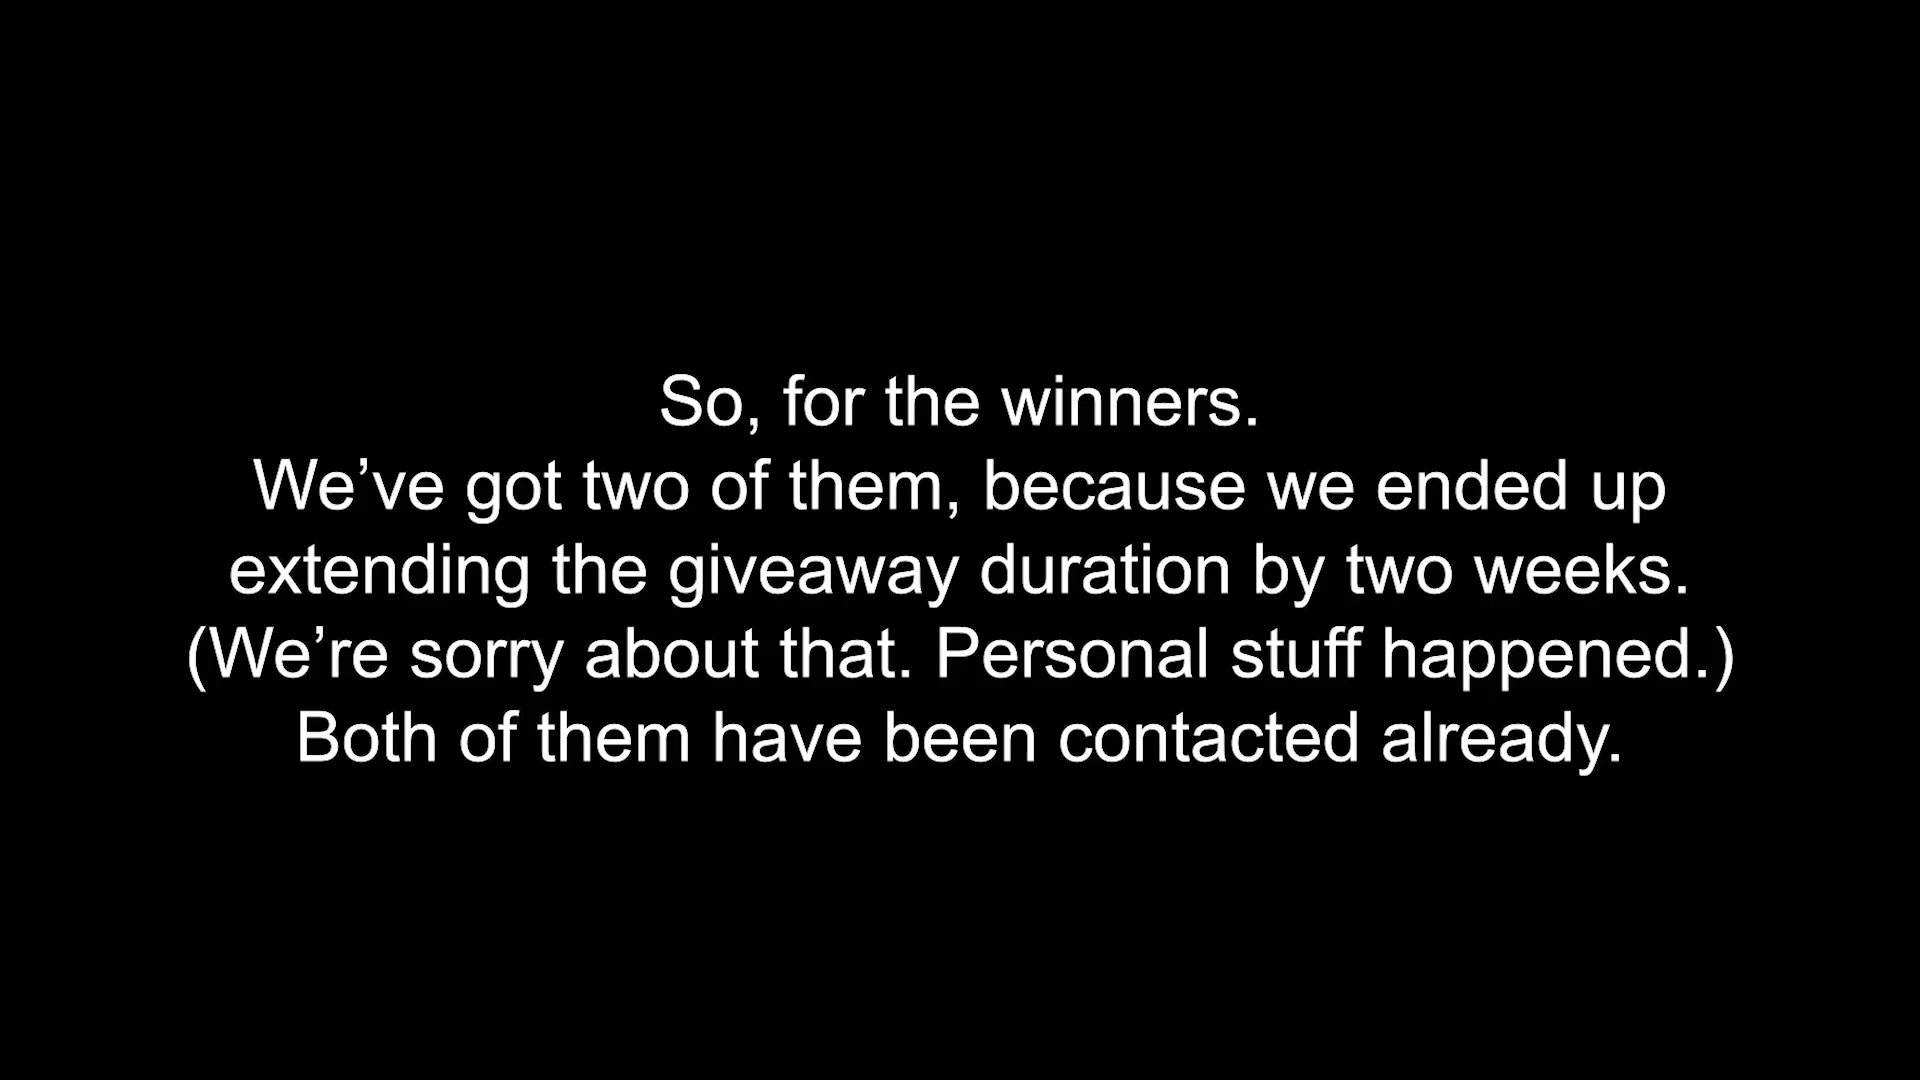 So, for the winners.
We’ve got two of them, because we ended up
extending the giveaway duration by two weeks.
(We’re sorry about that. Personal stuff happened.)
Both of them have been contacted already.